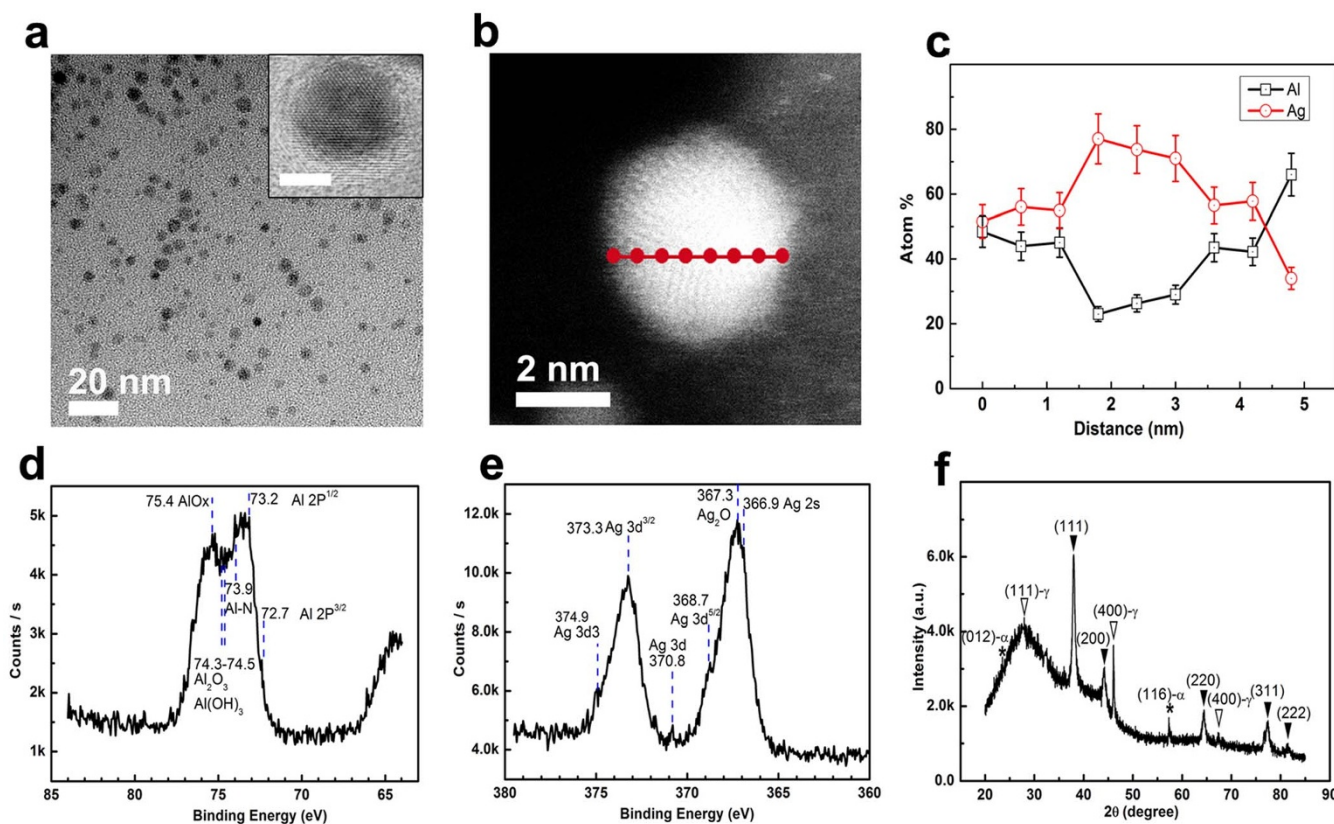 a
20 nm
b
2 nm
c
Al
Ag
80
60
40
20
0
Atom %
0 1 2 3 4 5
Distance (nm)
d
75.4 AlOx
73.2 Al 2P1/2
73.9
Al-N
72.7 Al 2P3/2
74.3-74.5
Al2O3
Al(OH)3
5k
4k
3k
2k
1k
Counts / s
85 80 75 70 65
Binding Energy (eV)
e
367.3
Ag2O
366.9 Ag 2s
373.3 Ag 3d3/2
368.7
Ag 3d5/2
374.9
Ag 3d3
Ag 3d
370.8
12.0k
10.0k
8.0k
6.0k
4.0k
Counts / s
380 375 370 365 360
Binding Energy (eV)
f
(111)
(111)-γ
(400)-γ
(012)-α
*
(200)
(116)-α
*
(220)
(400)-γ
(311)
(222)
6.0k
4.0k
2.0k
0.0
Intensity (a.u.)
20 30 40 50 60 70 80 90
2θ (degree)